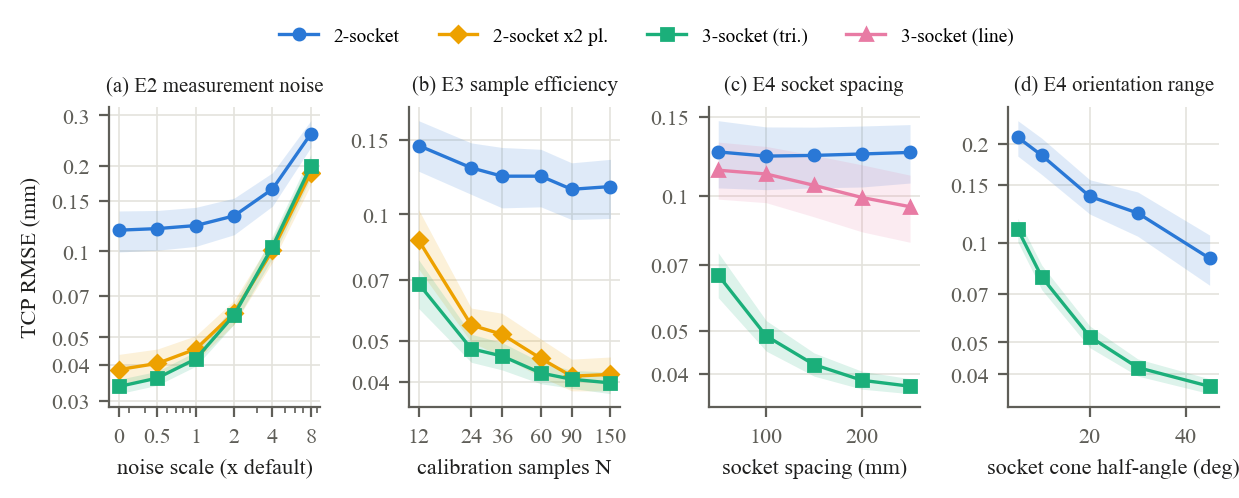 2-socket 2-socket x2 pl. 3-socket (tri.) 3-socket (line)
(a) E2 measurement noise (b) E3 sample efficiency (c) E4 socket spacing (d) E4 orientation range
TCP RMSE (mm)
0.3
0.2
0.15
0.1
0.07
0.05
0.04
0.03
0 0.5 1 2 4 8
noise scale (x default)
0.15
0.1
0.07
0.05
0.04
12 24 36 60 90 150
calibration samples N
0.15
0.1
0.07
0.05
0.04
100 200
socket spacing (mm)
0.2
0.15
0.1
0.07
0.05
0.04
20 40
socket cone half-angle (deg)